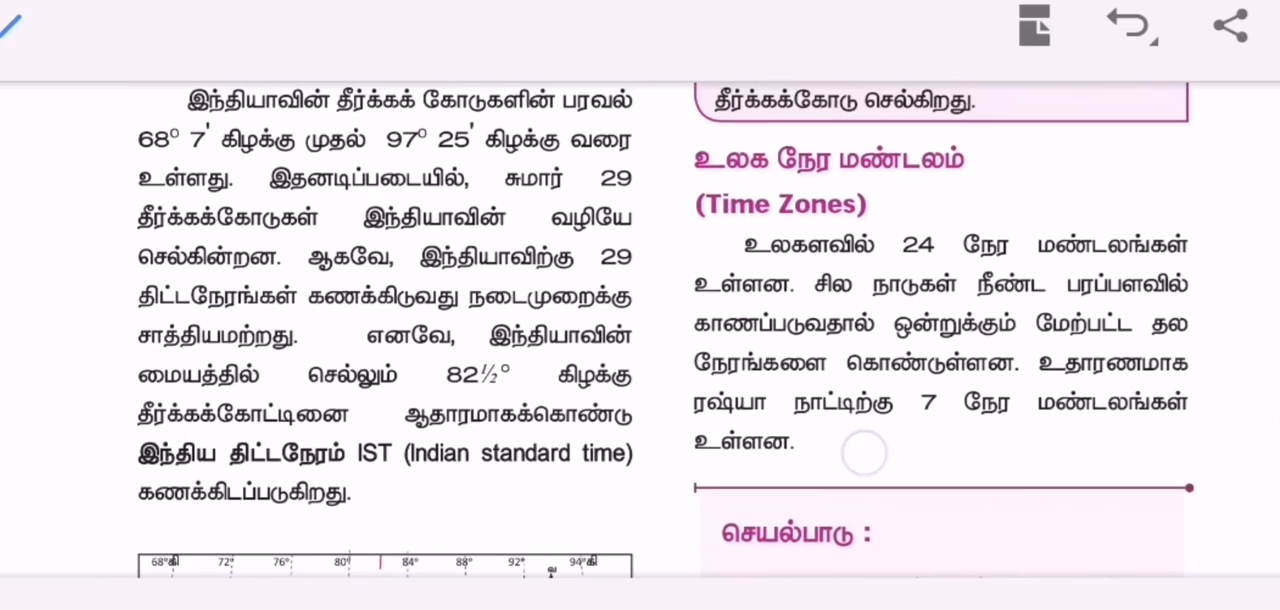 இந்தியாவின் தீர்க்கக் கோடுகளின் பரவல்
68° 7' கிழக்கு முதல் 97° 25' கிழக்கு வரை
உள்ளது. இதனடிப்படையில், சுமார் 29
தீர்க்கக்கோடுகள் இந்தியாவின் வழியே
செல்கின்றன. ஆகவே, இந்தியாவிற்கு 29
திட்டநேரங்கள் கணக்கிடுவது நடைமுறைக்கு
சாத்தியமற்றது. எனவே, இந்தியாவின்
மையத்தில் செல்லும் 82½° கிழக்கு
தீர்க்கக்கோட்டினை ஆதாரமாகக்கொண்டு
இந்திய திட்டநேரம் IST (Indian standard time)
கணக்கிடப்படுகிறது.
68°கி 72° 76° 80° 84° 88° 92° 94°கி
வ
தீர்க்கக்கோடு செல்கிறது.
உலக நேர மண்டலம்
(Time Zones)
உலகளவில் 24 நேர மண்டலங்கள்
உள்ளன. சில நாடுகள் நீண்ட பரப்பளவில்
காணப்படுவதால் ஒன்றுக்கும் மேற்பட்ட தல
நேரங்களை கொண்டுள்ளன. உதாரணமாக
ரஷ்யா நாட்டிற்கு 7 நேர மண்டலங்கள்
உள்ளன.
செயல்பாடு :